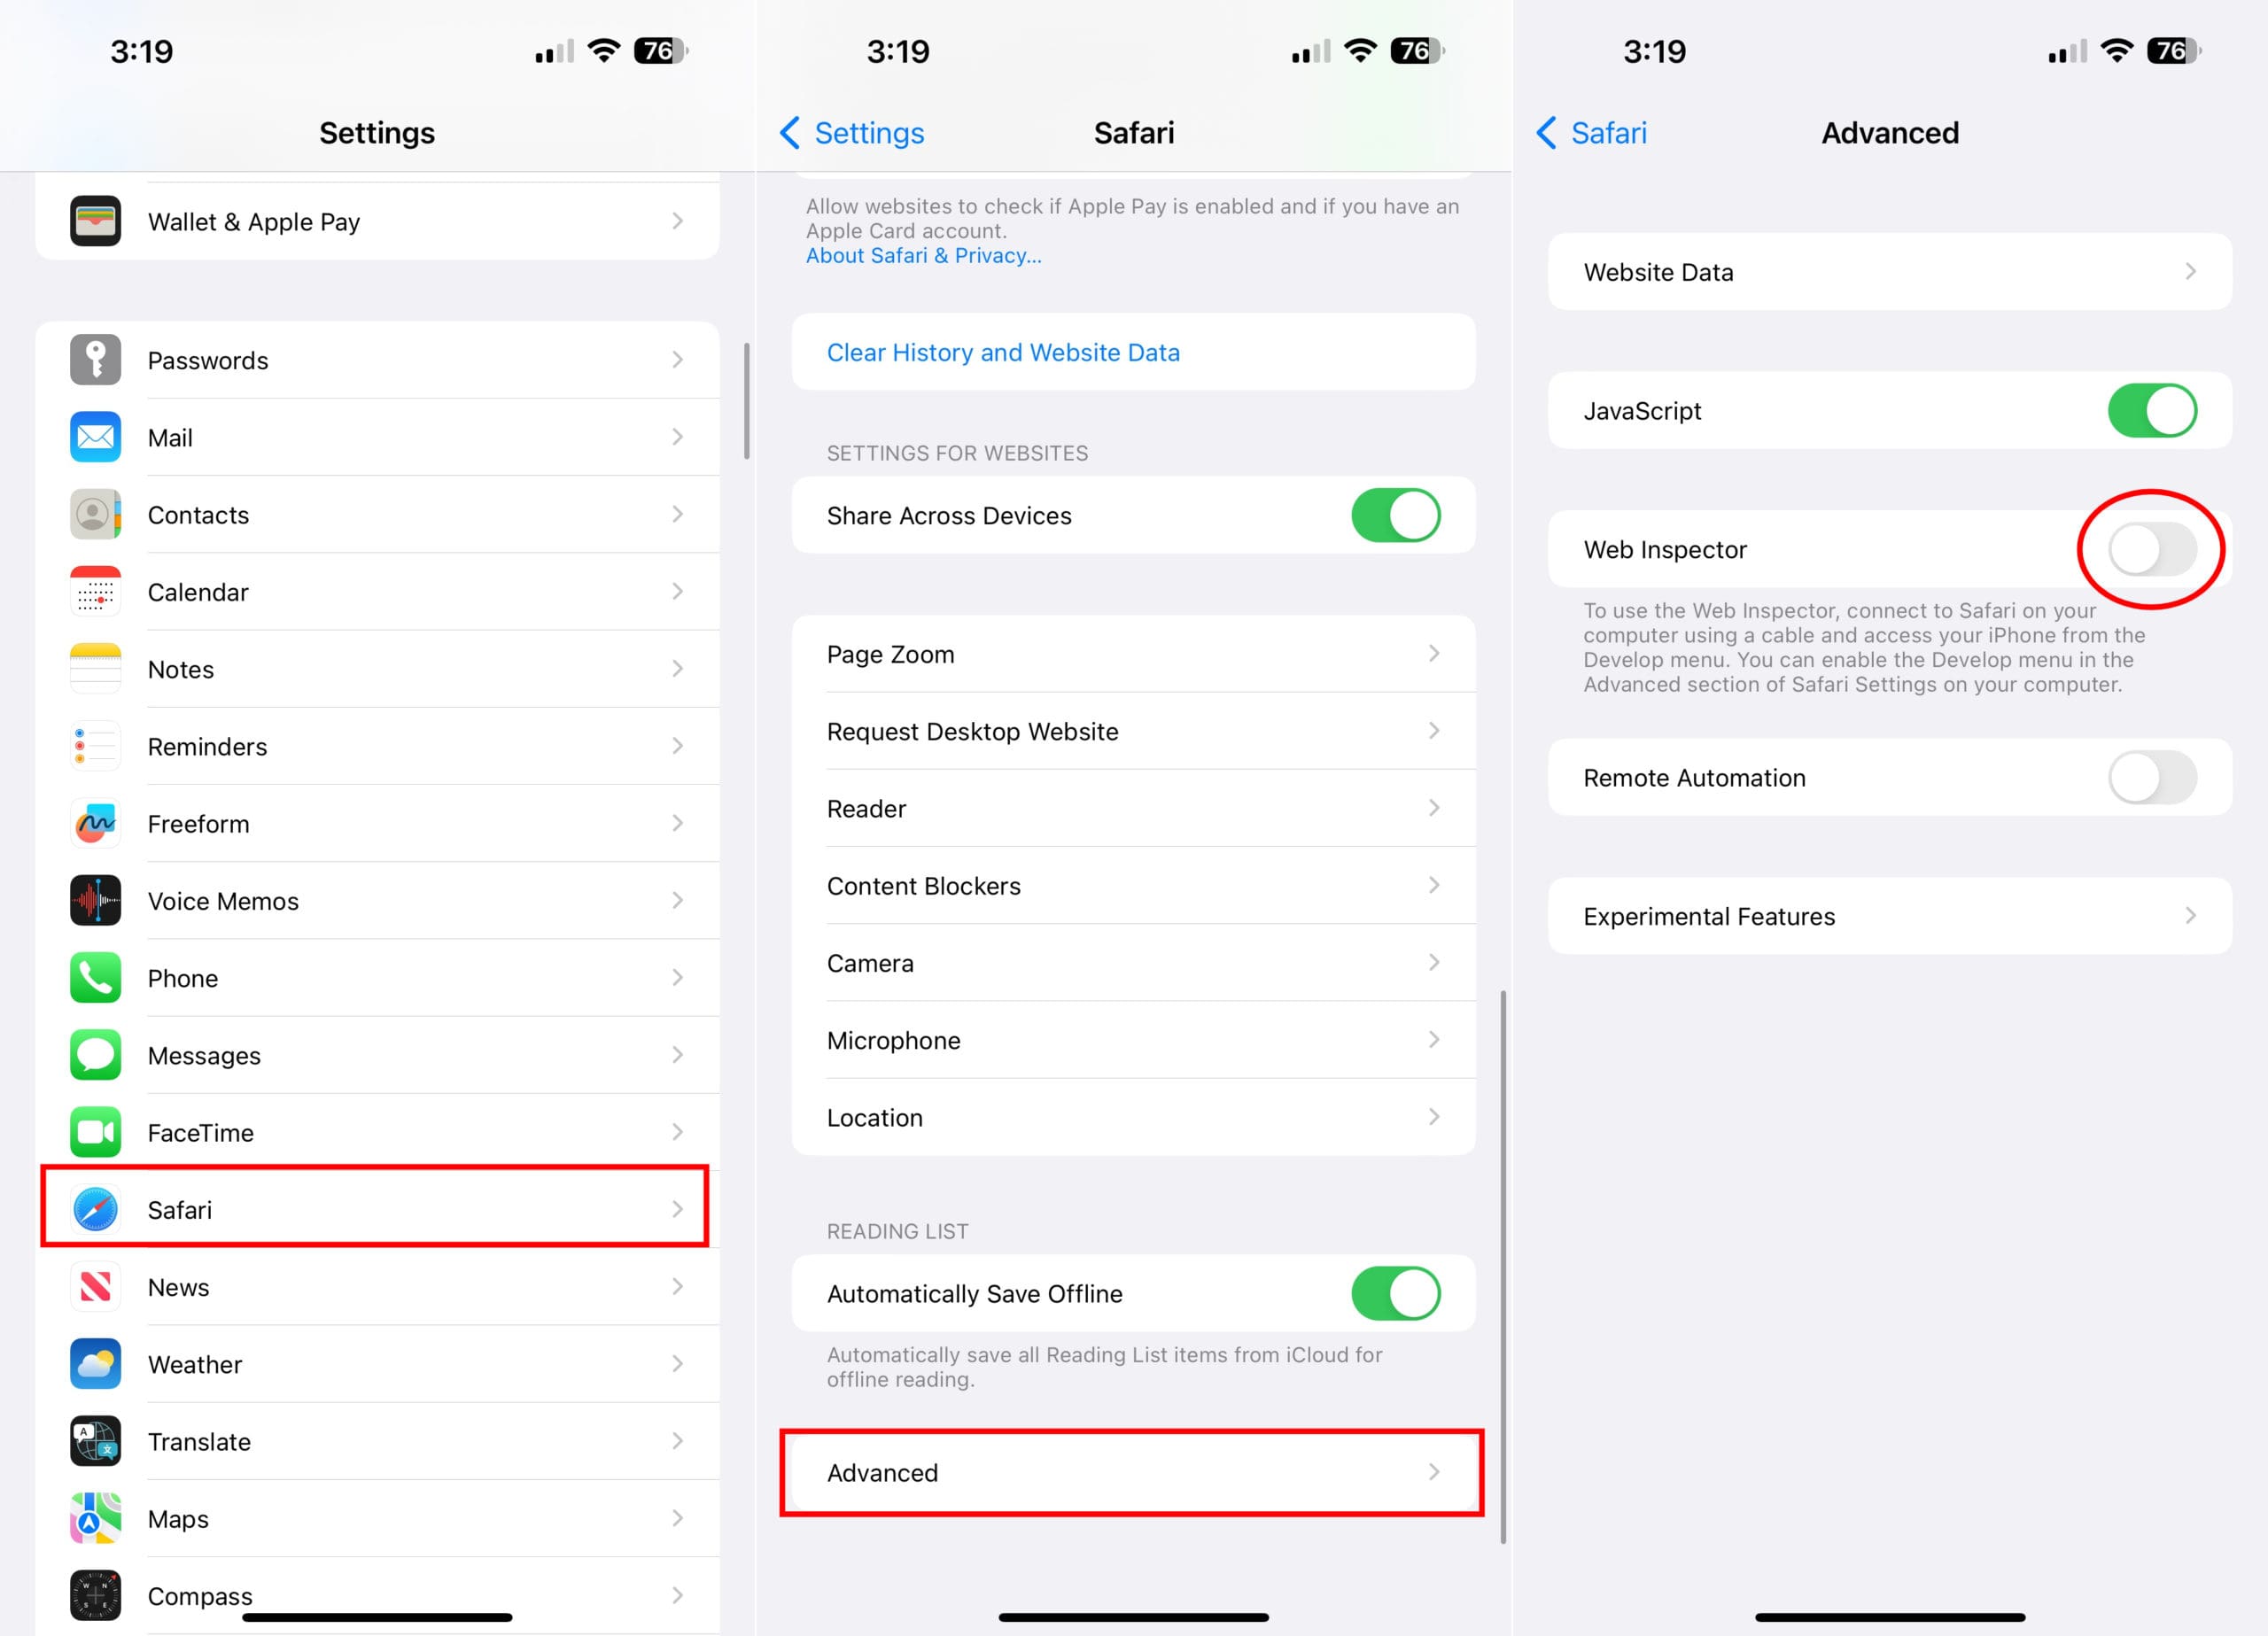 3:19
76
Settings
Wallet & Apple Pay
Passwords
Mail
Contacts
Calendar
Notes
Reminders
Freeform
Voice Memos
Phone
Messages
FaceTime
Safari
News
Weather
A
文
Translate
Maps
W N
S E
Compass
3:19
76
Settings
Safari
Allow websites to check if Apple Pay is enabled and if you have an
Apple Card account.
About Safari & Privacy...
Clear History and Website Data
SETTINGS FOR WEBSITES
Share Across Devices
Page Zoom
Request Desktop Website
Reader
Content Blockers
Camera
Microphone
Location
READING LIST
Automatically Save Offline
Automatically save all Reading List items from iCloud for
offline reading.
Advanced
3:19
76
Safari
Advanced
Website Data
JavaScript
Web Inspector
To use the Web Inspector, connect to Safari on your
computer using a cable and access your iPhone from the
Develop menu. You can enable the Develop menu in the
Advanced section of Safari Settings on your computer.
Remote Automation
Experimental Features